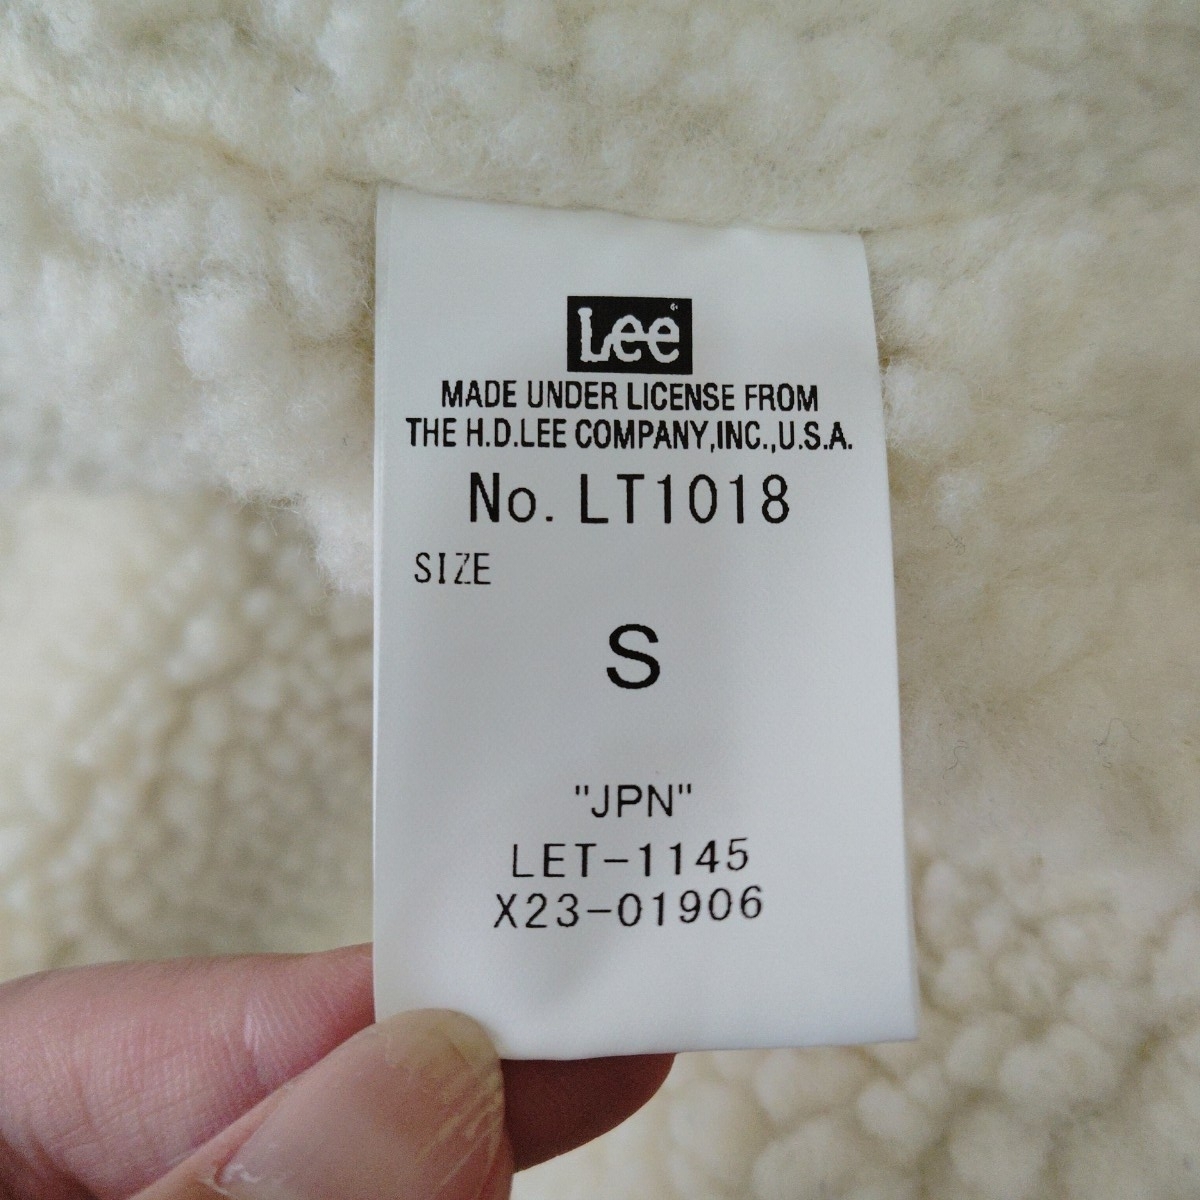 Lee
MADE UNDER LICENSE FROM
THE H.D.LEE COMPANY,INC.,U.S.A.
No. LT1018
SIZE
S
"JPN"
LET-1145
X23-01906